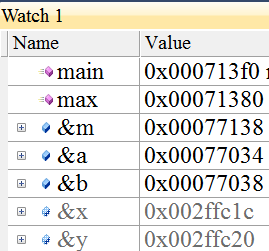 Watch 1
Name Value
main 0x000713f0
max 0x00071380
&m 0x00077138
&a 0x00077034
&b 0x00077038
&x 0x002ffc1c
&y 0x002ffc20